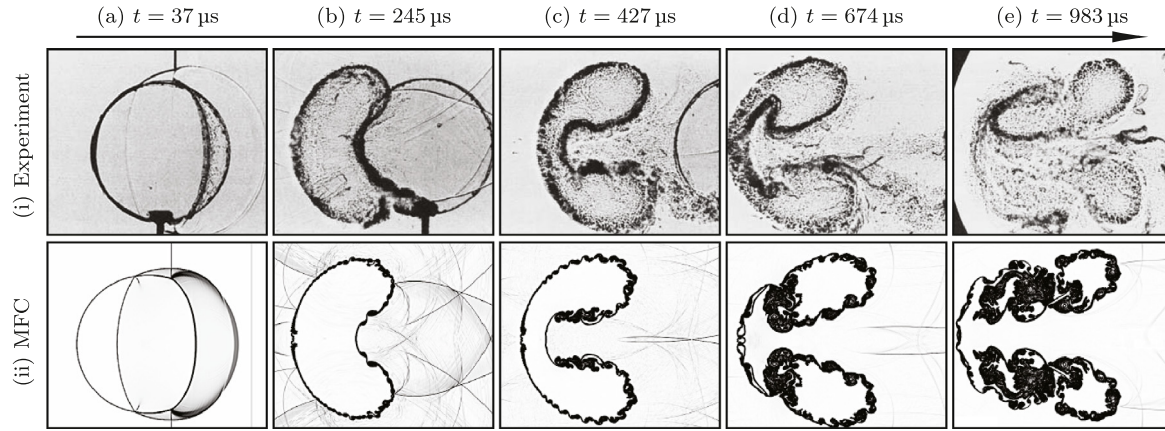 (a) t = 37 μs (b) t = 245 μs (c) t = 427 μs (d) t = 674 μs (e) t = 983 μs
(i) Experiment
(ii) MFC